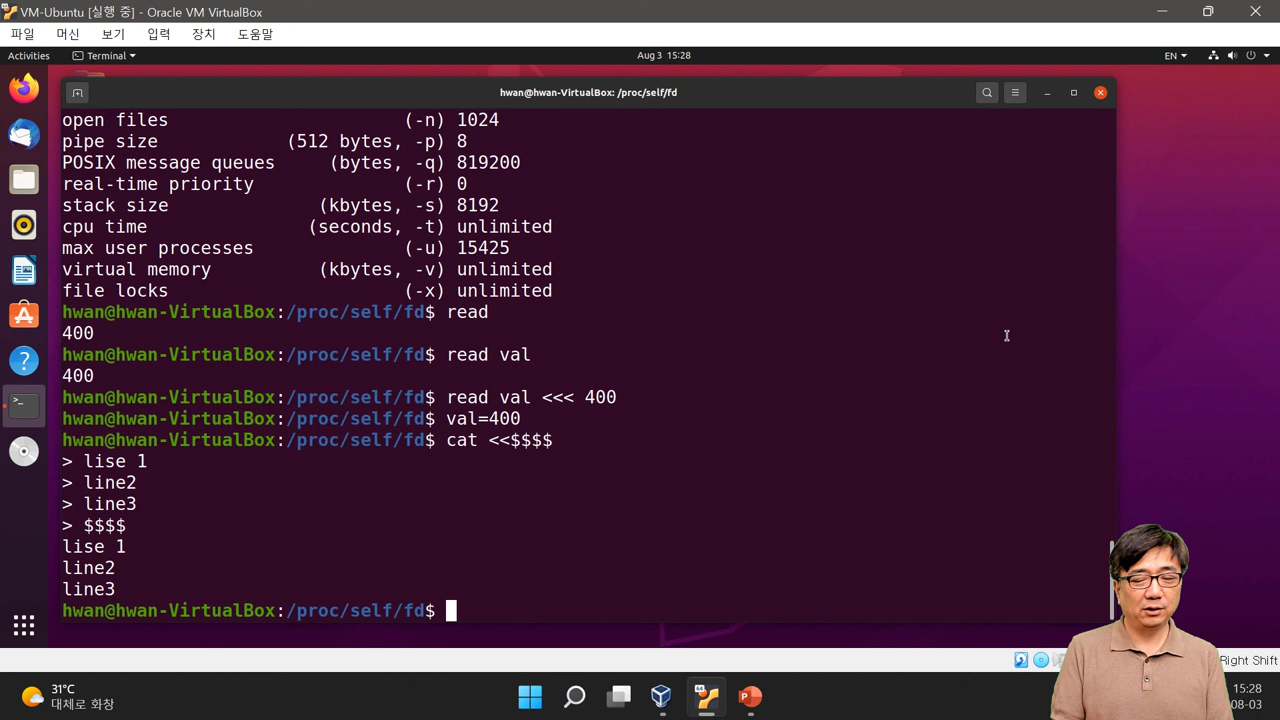 VM-Ubuntu [실행 중] - Oracle VM VirtualBox
파일 머신 보기 입력 장치 도움말
Activities Terminal Aug 3 15:28 EN
hwan@hwan-VirtualBox: /proc/self/fd
open files (-n) 1024
pipe size (512 bytes, -p) 8
POSIX message queues (bytes, -q) 819200
real-time priority (-r) 0
stack size (kbytes, -s) 8192
cpu time (seconds, -t) unlimited
max user processes (-u) 15425
virtual memory (kbytes, -v) unlimited
file locks (-x) unlimited
hwan@hwan-VirtualBox:/proc/self/fd$ read
400
hwan@hwan-VirtualBox:/proc/self/fd$ read val
400
hwan@hwan-VirtualBox:/proc/self/fd$ read val <<< 400
hwan@hwan-VirtualBox:/proc/self/fd$ val=400
hwan@hwan-VirtualBox:/proc/self/fd$ cat <<$$$$
> lise 1
> line2
> line3
> $$$$
lise 1
line2
line3
hwan@hwan-VirtualBox:/proc/self/fd$
Right Shift
31°C
대체로 화창
15:28
08-03